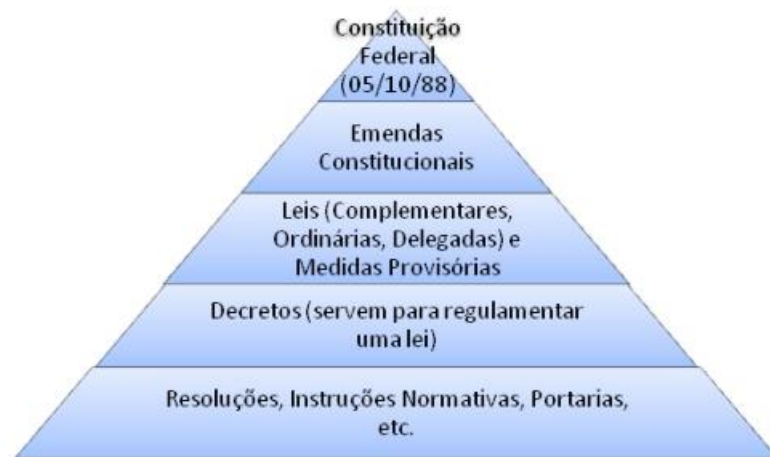 Constituição
Federal
(05/10/88)
Emendas
Constitucionais
Leis (Complementares,
Ordinárias, Delegadas) e
Medidas Provisórias
Decretos (servem para regulamentar
uma lei)
Resoluções, Instruções Normativas, Portarias,
etc.